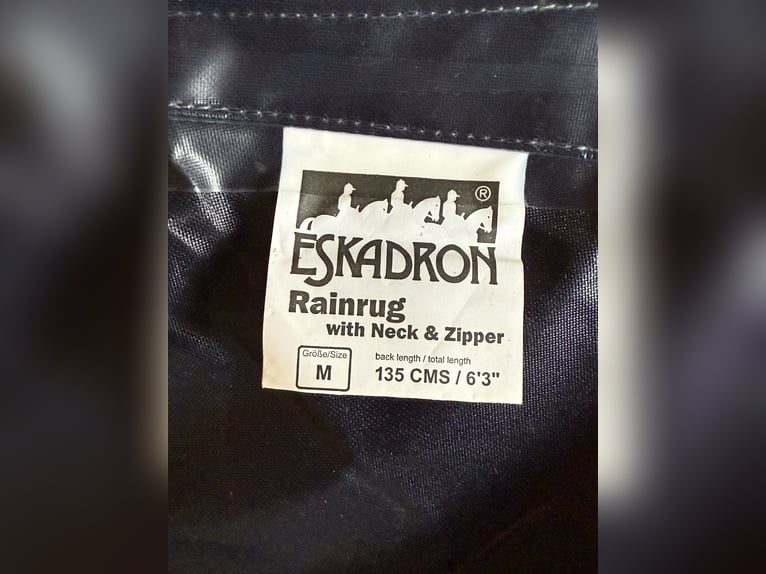 ®
ESKADRON
Rainrug
with Neck & Zipper
Größe/Size
M
back length / total length
135 CMS / 6'3"